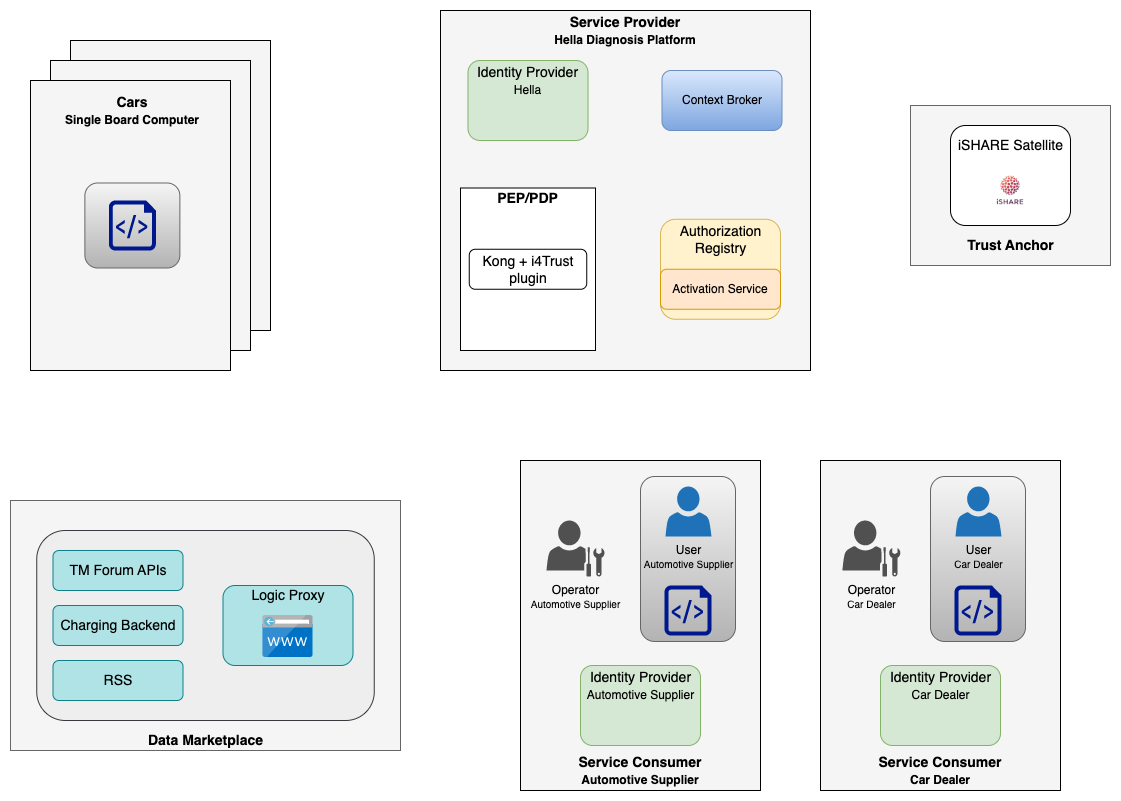 Cars
Single Board Computer
</>
Service Provider
Hella Diagnosis Platform
Identity Provider
Hella
Context Broker
PEP/PDP
Kong + i4Trust
plugin
Authorization
Registry
Activation Service
iSHARE Satellite
iSHARE
Trust Anchor
TM Forum APIs
Charging Backend
RSS
Logic Proxy
www
Data Marketplace
Operator
Automotive Supplier
User
Automotive Supplier
</>
Identity Provider
Automotive Supplier
Service Consumer
Automotive Supplier
Operator
Car Dealer
User
Car Dealer
</>
Identity Provider
Car Dealer
Service Consumer
Car Dealer